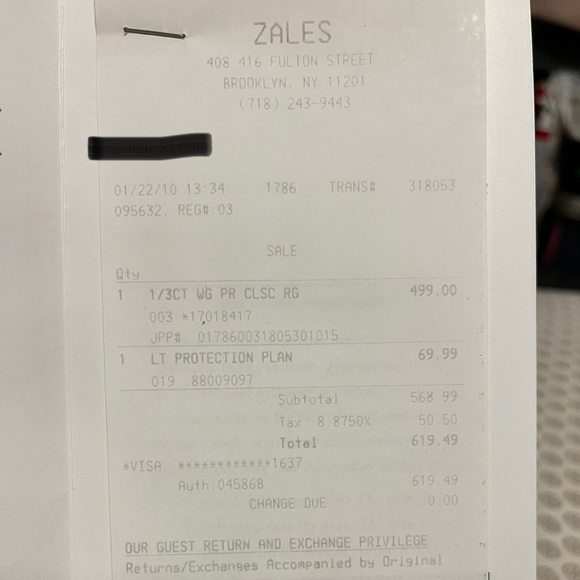 ZALES
408 416 FULTON STREET
BROOKLYN, NY 11201
(718) 243-9443
01/22/10 13:34 1786 TRANS# 318053
095632, REG#:03
SALE
Qty
1 1/3CT WG PR CLSC RG 499.00
003 *17018417
JPP# 017860031805301015
1 LT PROTECTION PLAN 69.99
019 88009097
Subtotal 568.99
Tax 8.8750% 50.50
Total 619.49
*VISA ************1637
Auth:04586B 619.49
CHANGE DUE 0.00
OUR GUEST RETURN AND EXCHANGE PRIVILEGE
Returns/Exchanges Accompanied by Original